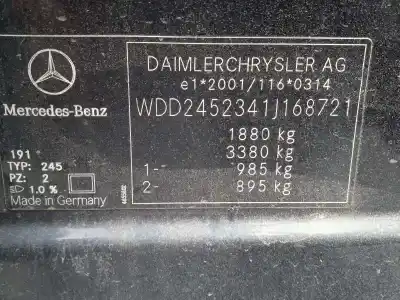 DAIMLERCHRYSLER AG
e1*2001/116*0314
Mercedes-Benz
WDD2452341J168721
1880 kg
3380 kg
1- 985 kg
2- 895 kg
191
TYP: 245
PZ: 2
1.0 %
Made in Germany